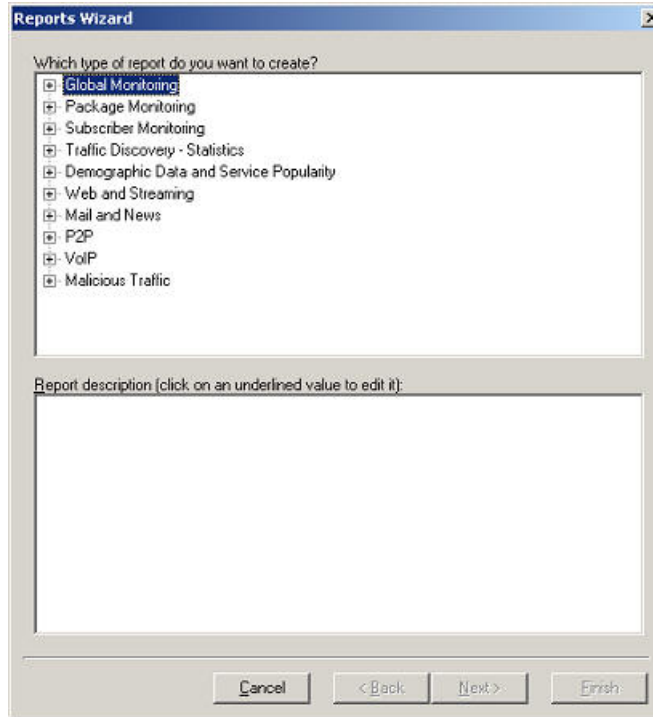 Reports Wizard
Which type of report do you want to create?
Global Monitoring
Package Monitoring
Subscriber Monitoring
Traffic Discovery - Statistics
Demographic Data and Service Popularity
Web and Streaming
Mail and News
P2P
VoIP
Malicious Traffic
Report description (click on an underlined value to edit it):
Cancel
< Back
Next >
Finish